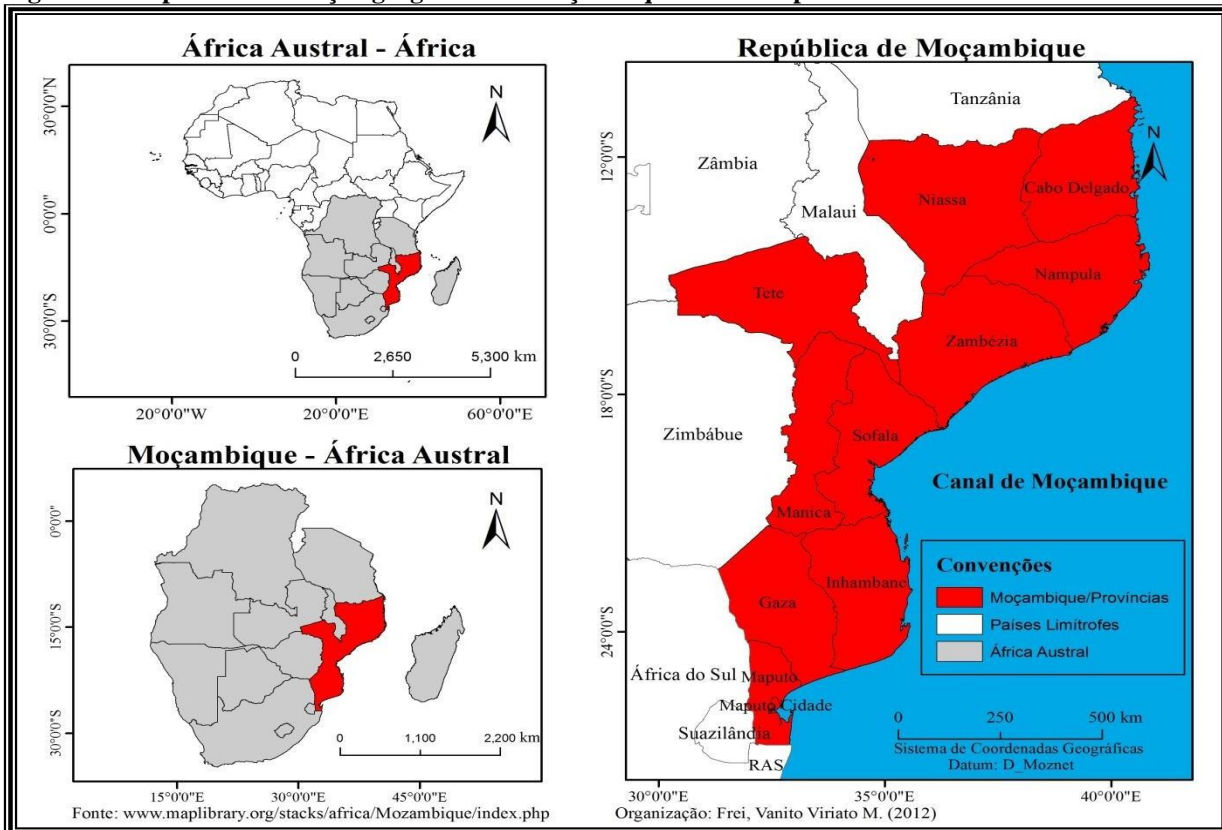 África Austral - África
30°0'0"N
0°0'0"
30°0'0"S
N
0 2,650 5,300 km
20°0'0"W 20°0'0"E 60°0'0"E
Moçambique - África Austral
0°0'0"
15°0'0"S
30°0'0"S
N
0 1,100 2,200 km
15°0'0"E 30°0'0"E 45°0'0"E
Fonte: www.maplibrary.org/stacks/africa/Mozambique/index.php
República de Moçambique
Tanzânia
N
12°0'0"S
Zâmbia
Cabo Delgado
Niassa
Malaui
Nampula
Tete
Zambézia
18°0'0"S
Zimbábue
Sofala
Canal de Moçambique
Manica
Inhambane
Gaza
24°0'0"S
Convenções
Moçambique/Províncias
Países Limítrofes
África Austral
África do Sul
Maputo
Maputo Cidade
Suazilândia
RAS
0 250 500 km
Sistema de Coordenadas Geográficas
Datum: D_Moznet
30°0'0"E 35°0'0"E 40°0'0"E
Organização: Frei, Vanito Viriato M. (2012)